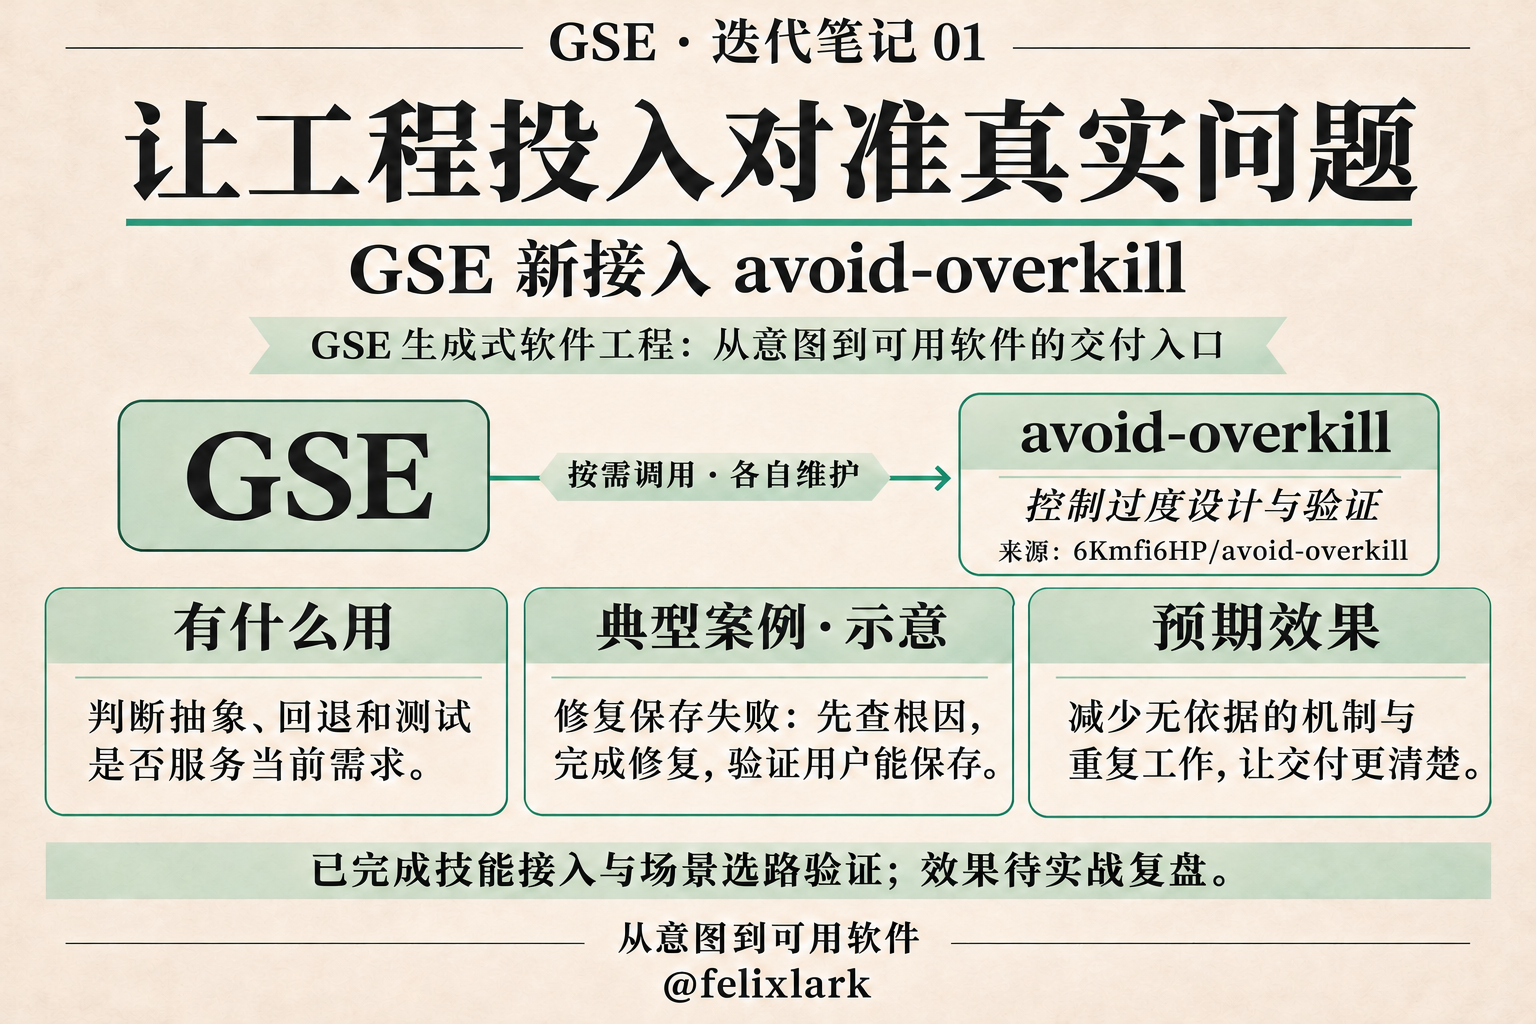 GSE · 迭代笔记 01
让工程投入对准真实问题
GSE 新接入 avoid-overkill
GSE 生成式软件工程：从意图到可用软件的交付入口
GSE
按需调用 · 各自维护
avoid-overkill
控制过度设计与验证
来源：6Kmfi6HP/avoid-overkill
有什么用
判断抽象、回退和测试
是否服务当前需求。
典型案例 · 示意
修复保存失败：先查根因，
完成修复，验证用户能保存。
预期效果
减少无依据的机制与
重复工作，让交付更清楚。
已完成技能接入与场景选路验证；效果待实战复盘。
从意图到可用软件
@felixlark